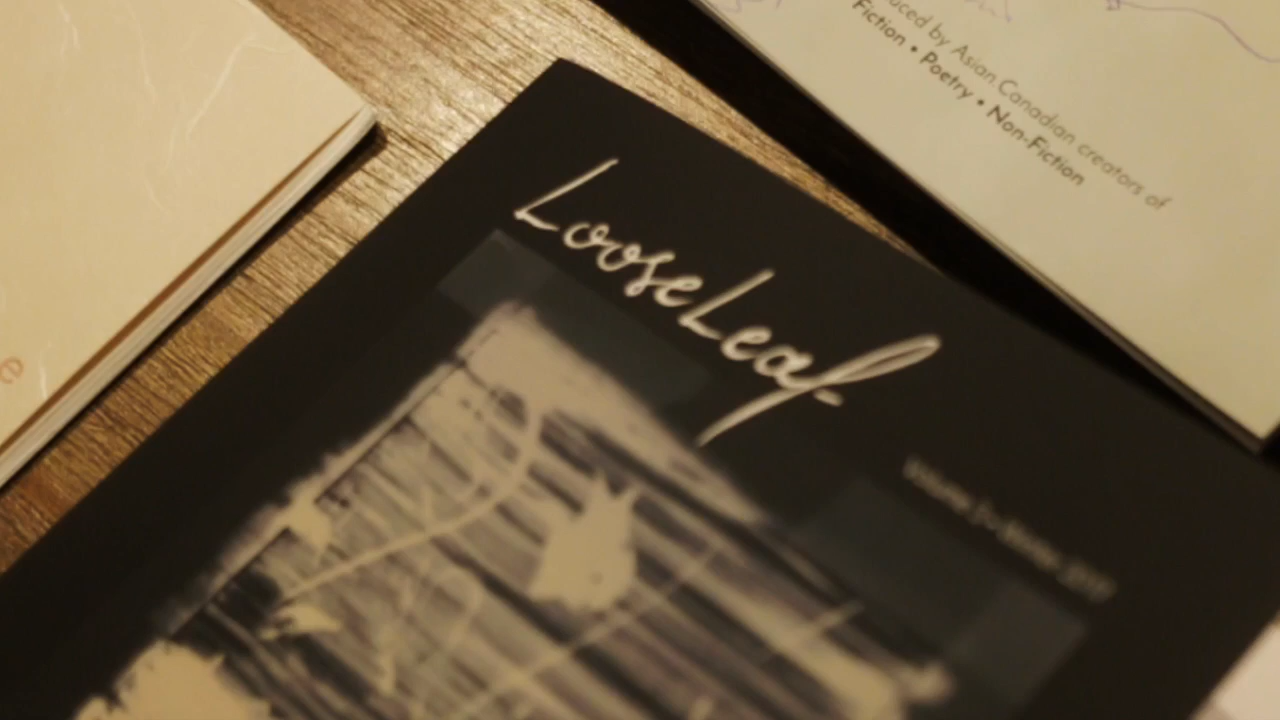 LooseLeaf
uced by Asian Canadian creators of
Fiction • Poetry • Non-Fiction
e